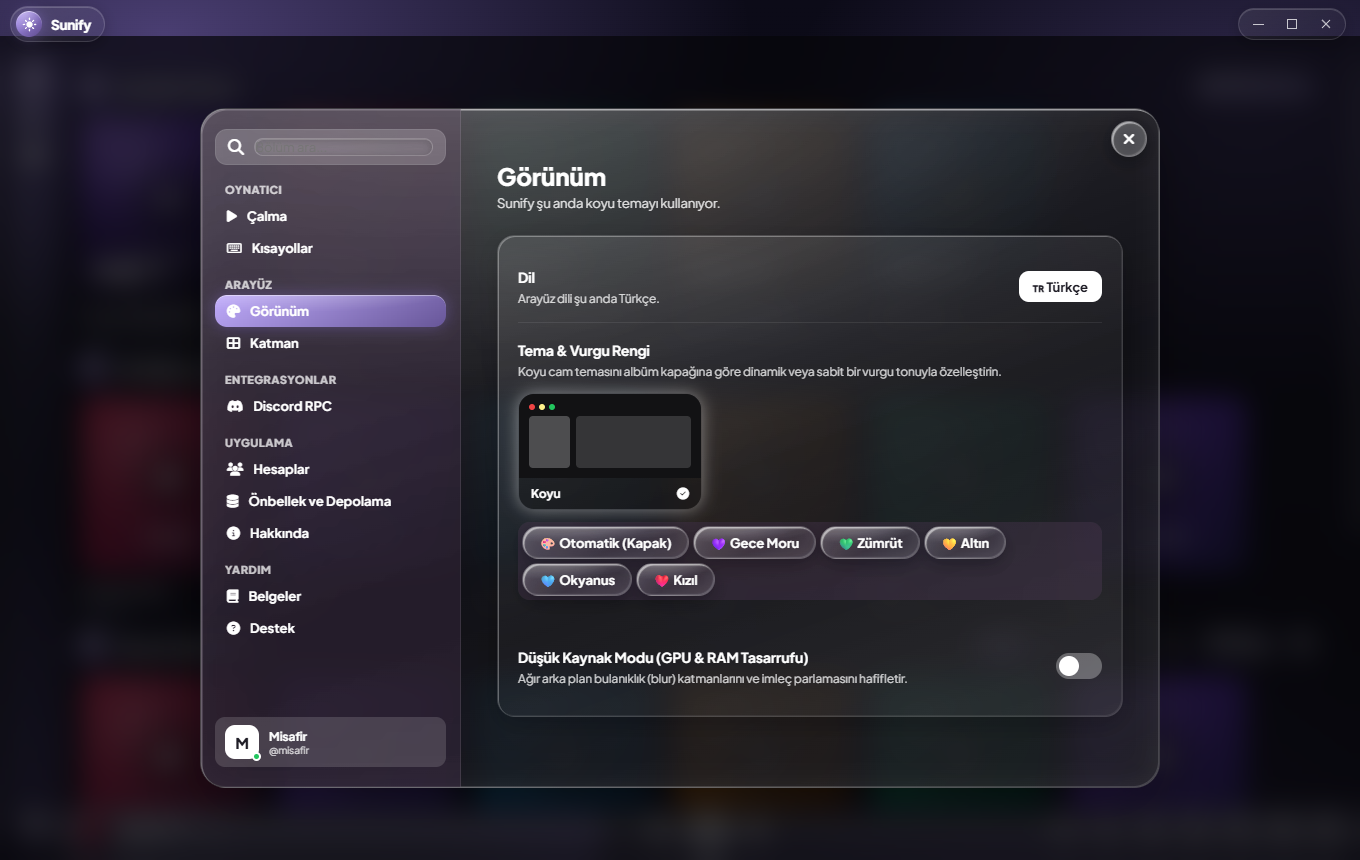 Sunify
OYNATICI
Çalma
Kısayollar
ARAYÜZ
Görünüm
Katman
ENTEGRASYONLAR
Discord RPC
UYGULAMA
Hesaplar
Önbellek ve Depolama
Hakkında
YARDIM
Belgeler
Destek
M
Misafir
@misafir
Görünüm
Sunify şu anda koyu temayı kullanıyor.
Dil
Arayüz dili şu anda Türkçe.
TR Türkçe
Tema & Vurgu Rengi
Koyu cam temasını albüm kapağına göre dinamik veya sabit bir vurgu tonuyla özelleştirin.
Koyu
Otomatik (Kapak)
Gece Moru
Zümrüt
Altın
Okyanus
Kızıl
Düşük Kaynak Modu (GPU & RAM Tasarrufu)
Ağır arka plan bulanıklık (blur) katmanlarını ve imleç parlamasını hafifletir.